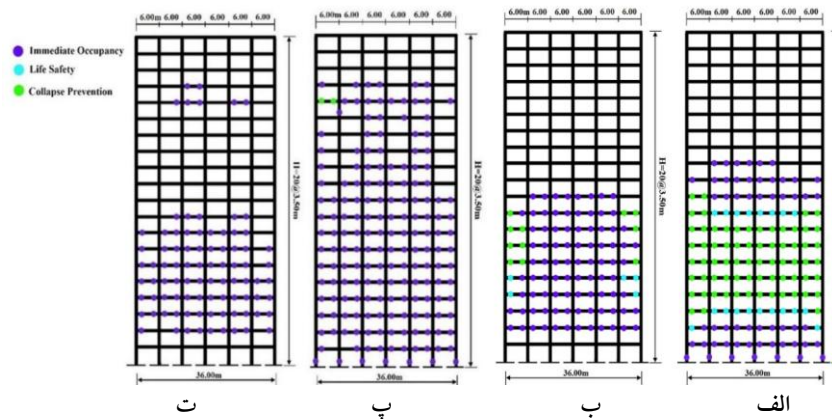 6.00m 6.00 6.00 6.00 6.00 6.00
6.00m 6.00 6.00 6.00 6.00 6.00
6.00m 6.00 6.00 6.00 6.00 6.00
6.00m 6.00 6.00 6.00 6.00 6.00
Immediate Occupancy
Life Safety
Collapse Prevention
H=20@3.50m
H=20@3.50m
H=20@3.50m
36.00m
36.00m
36.00m
36.00m
ت
پ
ب
الف